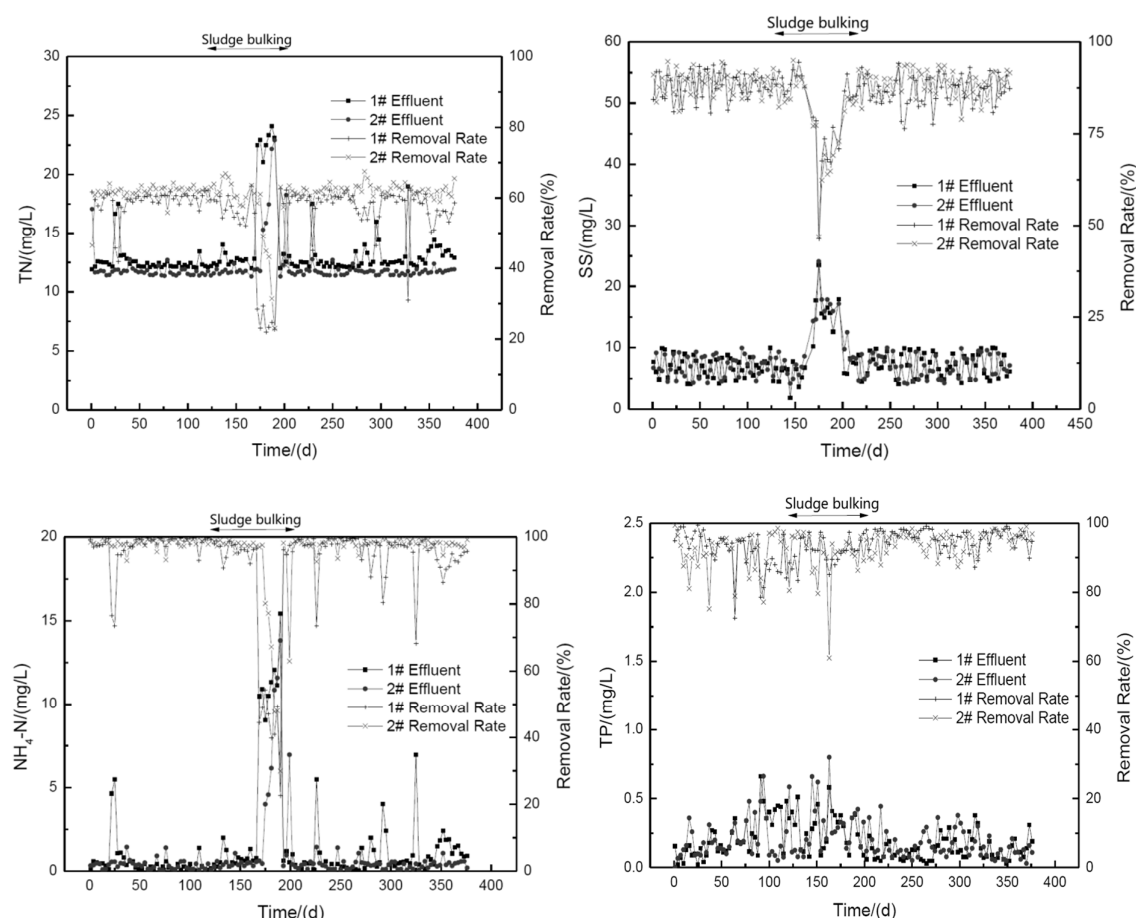 Sludge bulking
30
25
20
15
10
5
0
TN/(mg/L)
100
80
60
40
20
0
Removal Rate/(%)
1# Effluent
2# Effluent
1# Removal Rate
2# Removal Rate
0 50 100 150 200 250 300 350 400
Time/(d)
Sludge bulking
60
50
40
30
20
10
0
SS/(mg/L)
100
75
50
25
0
Removal Rate/(%)
1# Effluent
2# Effluent
1# Removal Rate
2# Removal Rate
0 50 100 150 200 250 300 350 400 450
Time/(d)
Sludge bulking
20
15
10
5
0
NH4-N/(mg/L)
100
80
60
40
20
0
Removal Rate/(%)
1# Effluent
2# Effluent
1# Removal Rate
2# Removal Rate
0 50 100 150 200 250 300 350 400
Time/(d)
Sludge bulking
2.5
2.0
1.5
1.0
0.5
0.0
TP/(mg/L)
100
80
60
40
20
0
Removal Rate/(%)
1# Effluent
2# Effluent
1# Removal Rate
2# Removal Rate
0 50 100 150 200 250 300 350 400
Time/(d)